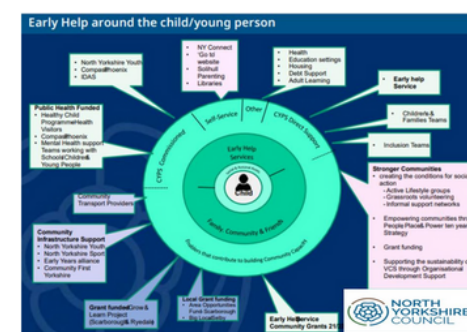 Early Help around the child/young person
North Yorkshire Youth
Compass Phoenix
IDAS
NY Connect
'Go to'
website
Solihull
Parenting
Libraries
Health
Education settings
Housing
Debt Support
Adult Learning
Early help
Service
Children & Families Teams
Inclusion Teams
Public Health Funded
Healthy Child
Programme Health
Visitors
Compass Phoenix
Mental Health support
Teams working with
Schools Children &
Young People
CYPS Commissioned
Self-Service
Other
CYPS Direct Support
Early Help
Services
Child
Family, Community & Friends
Factors that contribute to building Community Capacity
Community
Transport Providers
Community
Infrastructure Support
North Yorkshire Youth
North Yorkshire Sport
Early Years alliance
Community First
Yorkshire
Grant funded Grow &
Learn Project
(Scarborough & Ryedale)
Local Grant funding
Area Opportunities
Fund Scarborough
Big Local Selby
Early Help Service
Community Grants
Stronger Communities
creating the conditions for social
action
- Active Lifestyle groups
- Grassroots volunteering
- Informal support networks
Empowering communities
People Place & Power ten year
Strategy
Grant funding
Supporting the sustainability of
VCS through Organisational
Development Support
NORTH
YORKSHIRE
COUNCIL